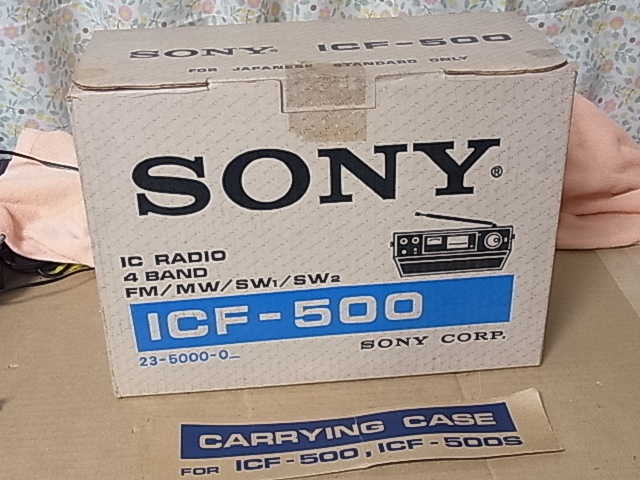 SONY® ICF-500
FOR JAPANESE STANDARD ONLY
SONY®
IC RADIO
4 BAND
FM/MW/SW1/SW2
ICF-500
23-5000-0_
SONY CORP.
CARRYING CASE
FOR ICF-500, ICF-500S